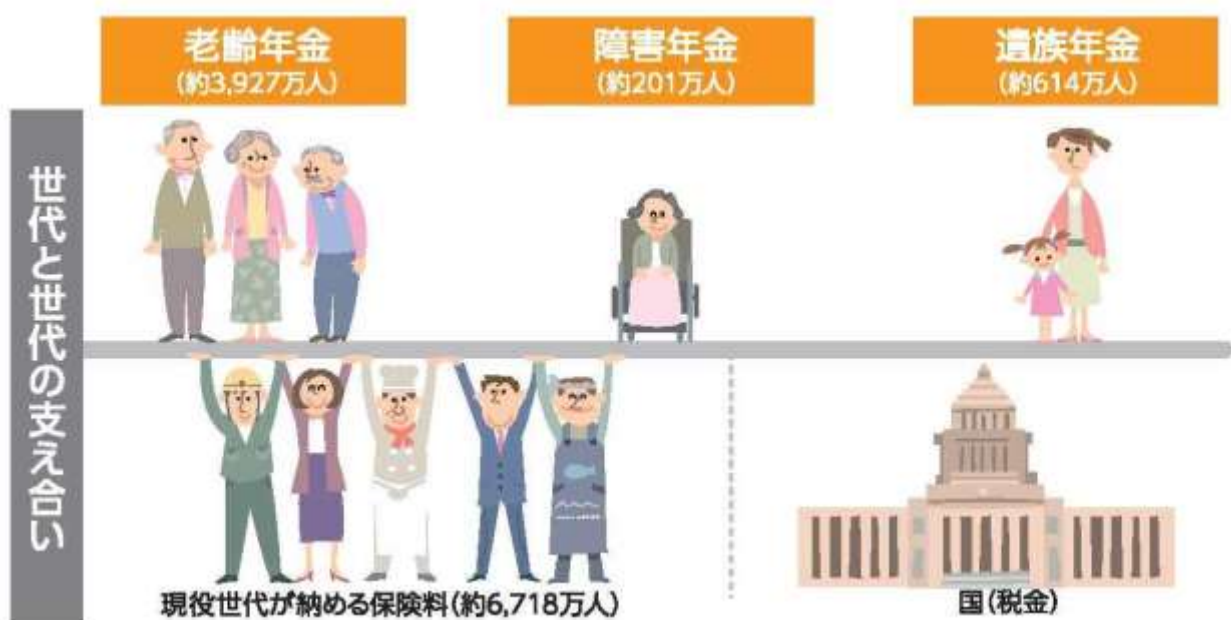 老齢年金
(約3,927万人)
障害年金
(約201万人)
遺族年金
(約614万人)
世代と世代の支え合い
現役世代が納める保険料(約6,718万人)
国(税金)